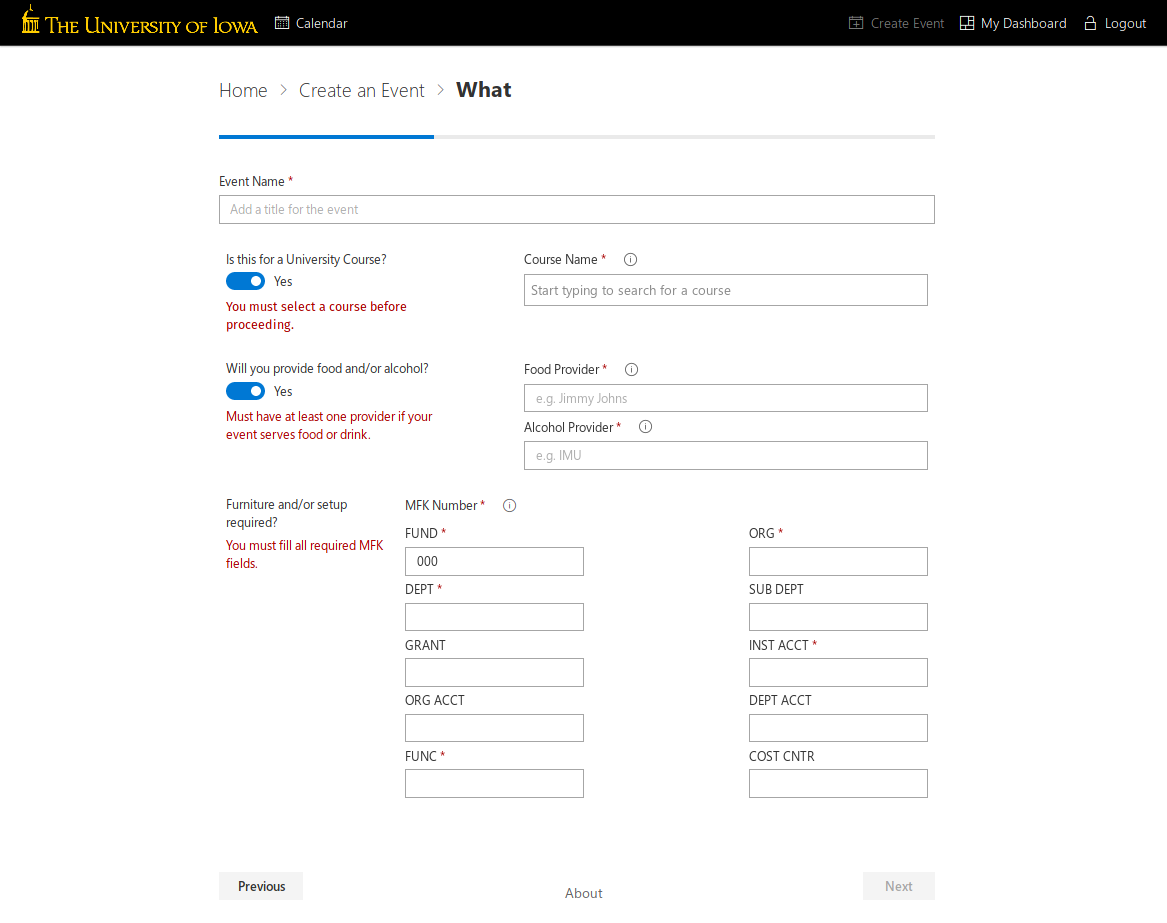 THE UNIVERSITY OF IOWA Calendar Create Event My Dashboard Logout
Home > Create an Event > What
Event Name *
Add a title for the event
Is this for a University Course?
Yes
You must select a course before
proceeding.
Course Name *
Start typing to search for a course
Will you provide food and/or alcohol?
Yes
Must have at least one provider if your
event serves food or drink.
Food Provider *
e.g. Jimmy Johns
Alcohol Provider *
e.g. IMU
Furniture and/or setup
required?
You must fill all required MFK
fields.
MFK Number *
FUND *
000
ORG *
DEPT *
SUB DEPT
GRANT
INST ACCT *
ORG ACCT
DEPT ACCT
FUNC *
COST CNTR
Previous
About
Next